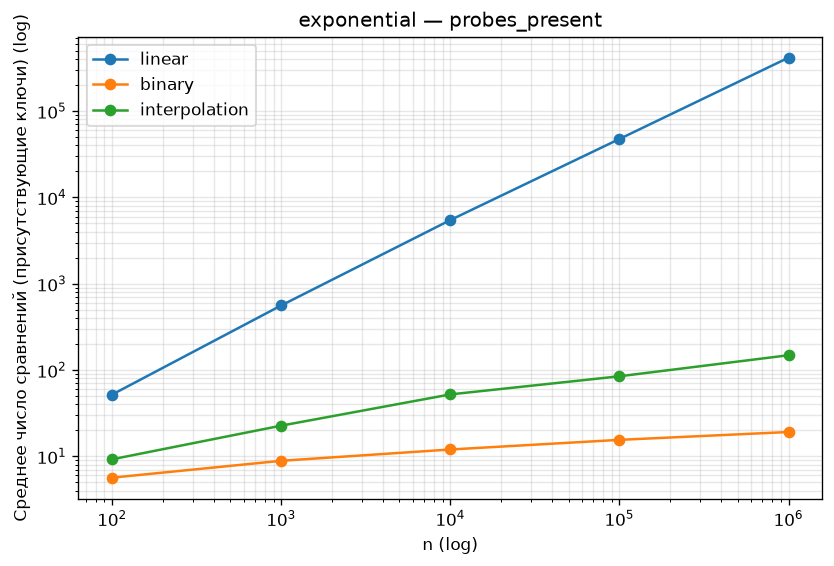 exponential — probes_present
linear
binary
interpolation
Среднее число сравнений (присутствующие ключи) (log)
10⁵
10⁴
10³
10²
10¹
10² 10³ 10⁴ 10⁵ 10⁶
n (log)